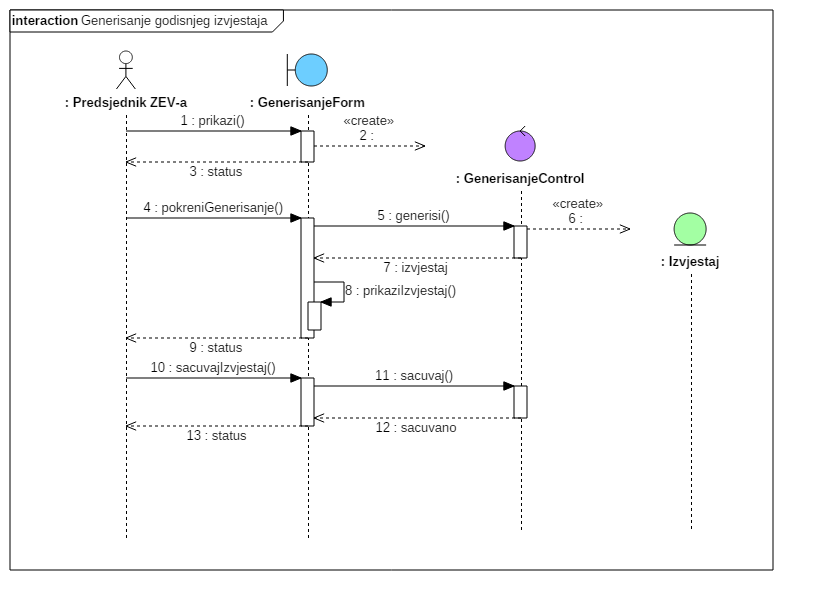 interaction Generisanje godisnjeg izvjestaja
: Predsjednik ZEV-a
: GenerisanjeForm
1 : prikazi()
«create»
2 :
3 : status
: GenerisanjeControl
4 : pokreniGenerisanje()
5 : generisi()
«create»
6 :
7 : izvjestaj
: Izvjestaj
8 : prikaziIzvjestaj()
9 : status
10 : sacuvajIzvjestaj()
11 : sacuvaj()
12 : sacuvano
13 : status